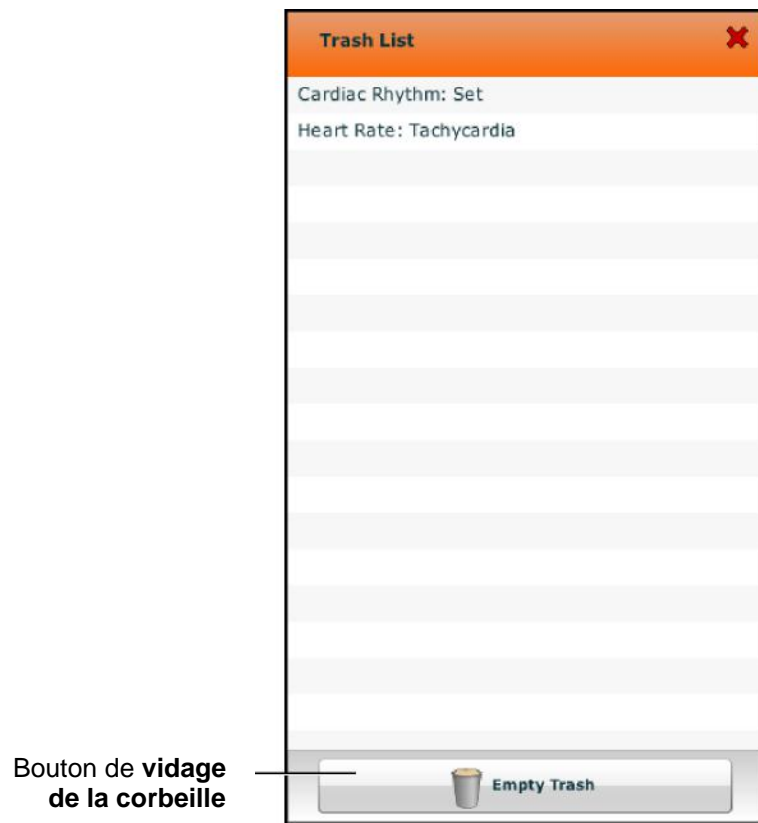 Trash List
Cardiac Rhythm: Set
Heart Rate: Tachycardia
Bouton de vidage
de la corbeille
Empty Trash